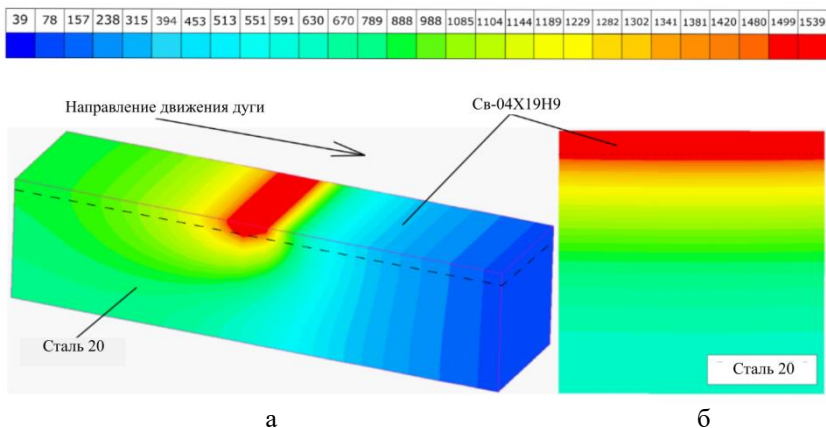 39 78 157 238 315 394 453 513 551 591 630 670 789 888 988 1085 1104 1144 1189 1229 1282 1302 1341 1381 1420 1480 1499 1539
Направление движения дуги
Св-04Х19Н9
Сталь 20
Сталь 20
а
б